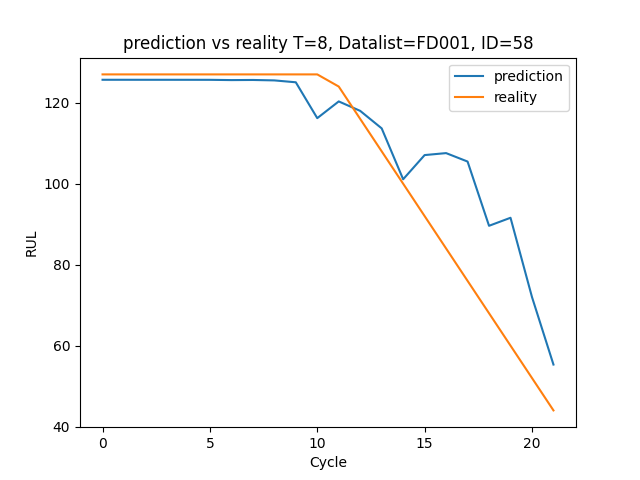 prediction vs reality T=8, Datalist=FD001, ID=58
prediction
reality
RUL
120
100
80
60
40
0 5 10 15 20
Cycle